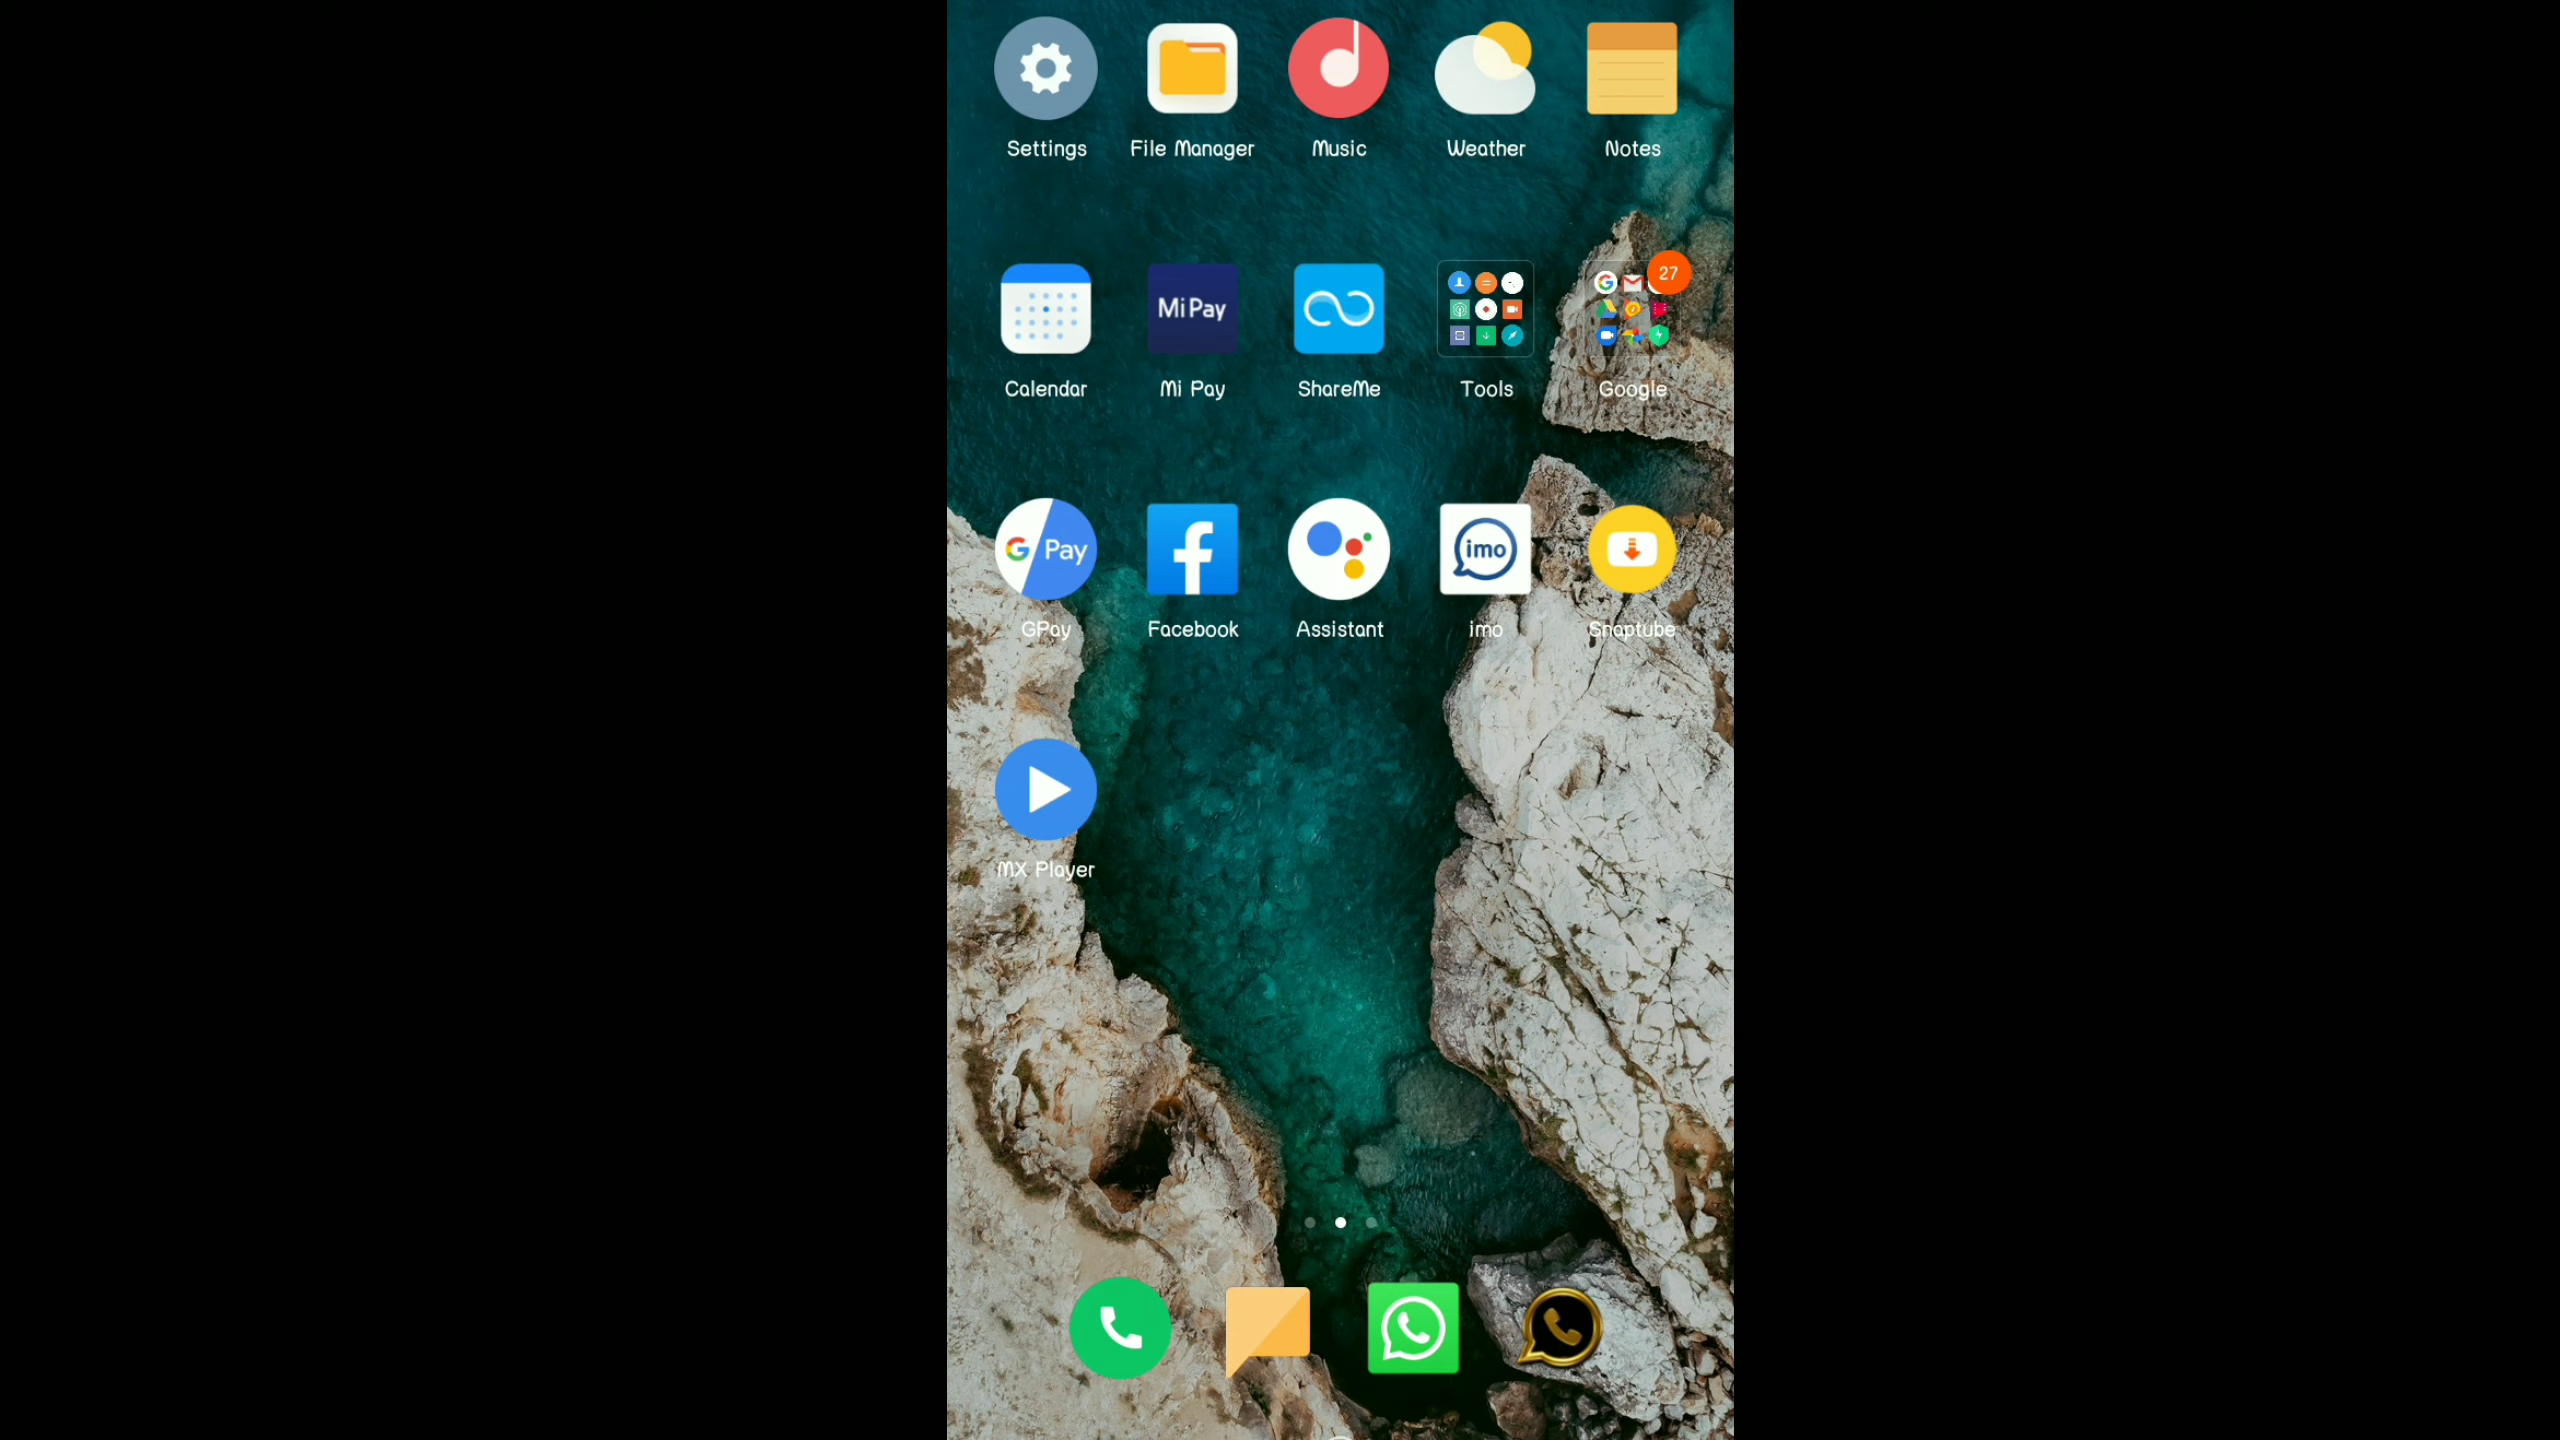 Settings File Manager Music Weather Notes
27
Mi Pay
Calendar Mi Pay ShareMe Tools Google
G Pay imo
GPay Facebook Assistant imo Snaptube
MX Player